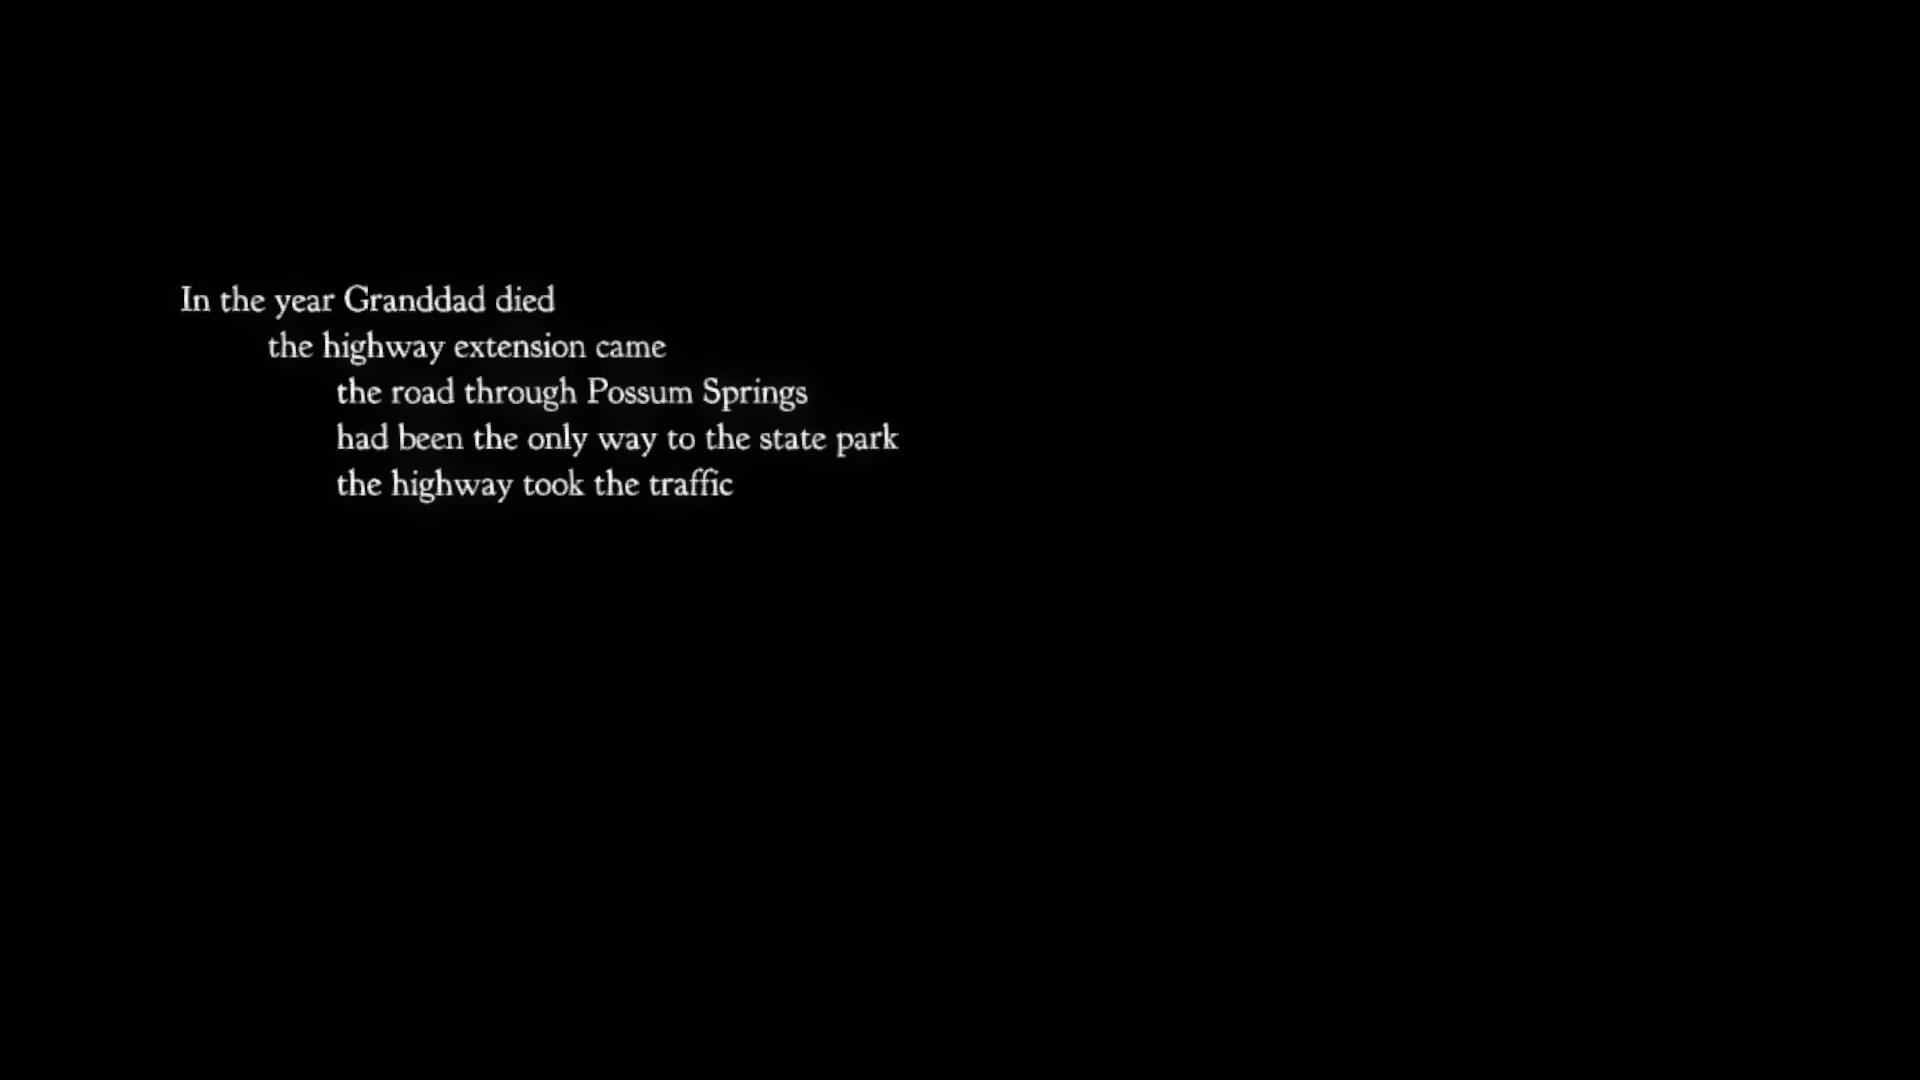 In the year Granddad died
the highway extension came
the road through Possum Springs
had been the only way to the state park
the highway took the traffic